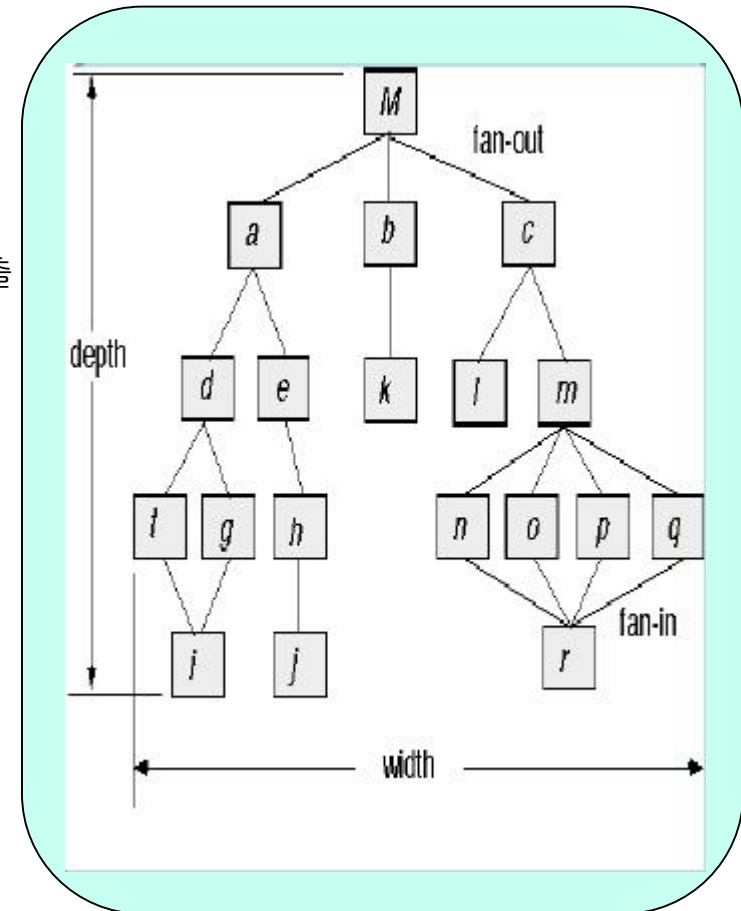 M
fan-out
a b c
depth
d e k l m
f g h n o p q
fan-in
i j r
width